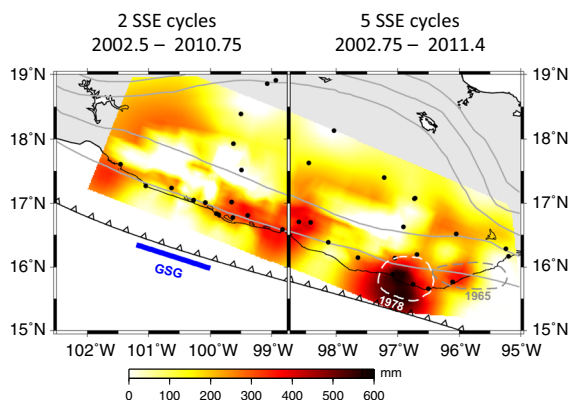 2 SSE cycles
2002.5 – 2010.75
5 SSE cycles
2002.75 – 2011.4
19°N
18°N
17°N
16°N
15°N
19°N
18°N
17°N
16°N
15°N
GSG
1978
1965
102°W 101°W 100°W 99°W 98°W 97°W 96°W 95°W
mm
0 100 200 300 400 500 600